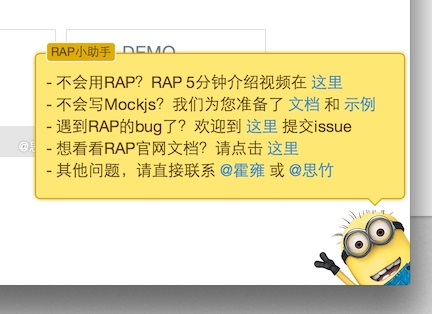 DEMO
RAP小助手
- 不会用RAP？RAP 5分钟介绍视频在 这里
- 不会写Mockjs？我们为您准备了 文档 和 示例
- 遇到RAP的bug了？欢迎到 这里 提交issue
- 想看看RAP官网文档？请点击 这里
- 其他问题，请直接联系 @霍雍 或 @思竹